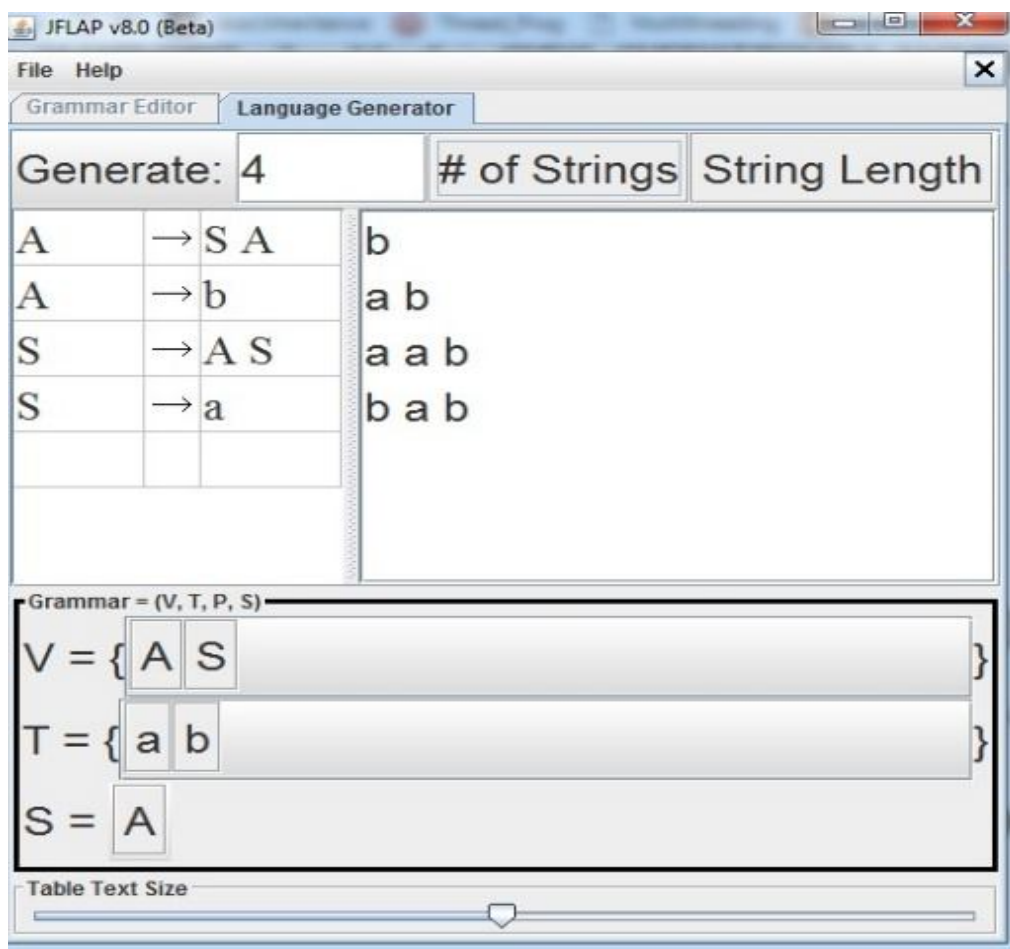 JFLAP v8.0 (Beta)
File Help
Grammar Editor Language Generator
Generate: 4 # of Strings String Length
A → S A
A → b
S → A S
S → a
b
a b
a a b
b a b
Grammar = (V, T, P, S)
V = { A S }
T = { a b }
S = A
Table Text Size